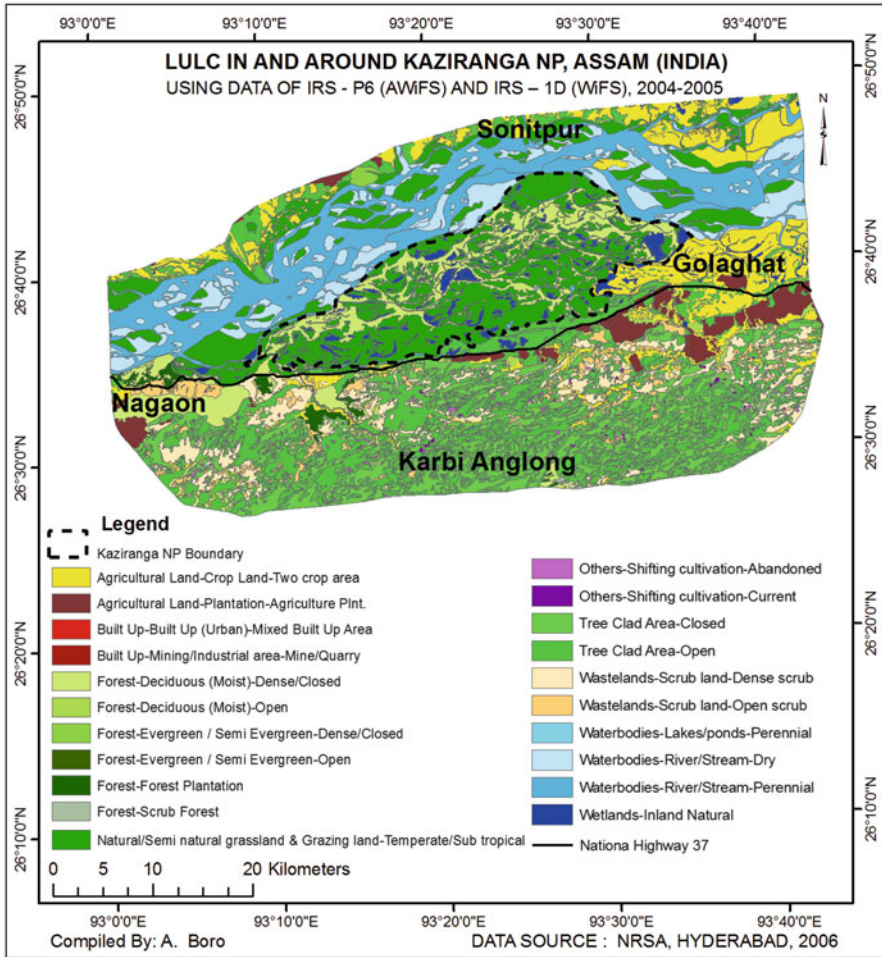 93°0'0"E 93°10'0"E 93°20'0"E 93°30'0"E 93°40'0"E
LULC IN AND AROUND KAZIRANGA NP, ASSAM (INDIA)
USING DATA OF IRS - P6 (AWiFS) AND IRS – 1D (WiFS), 2004-2005
26°50'0"N
26°50'0"N
N
Sonitpur
26°40'0"N
26°40'0"N
Golaghat
Nagaon
26°30'0"N
26°30'0"N
Karbi Anglong
Legend
Kaziranga NP Boundary
Agricultural Land-Crop Land-Two crop area
Agricultural Land-Plantation-Agriculture Plnt.
Built Up-Built Up (Urban)-Mixed Built Up Area
Built Up-Mining/Industrial area-Mine/Quarry
Forest-Deciduous (Moist)-Dense/Closed
Forest-Deciduous (Moist)-Open
Forest-Evergreen / Semi Evergreen-Dense/Closed
Forest-Evergreen / Semi Evergreen-Open
Forest-Forest Plantation
Forest-Scrub Forest
Natural/Semi natural grassland & Grazing land-Temperate/Sub tropical
Others-Shifting cultivation-Abandoned
Others-Shifting cultivation-Current
Tree Clad Area-Closed
Tree Clad Area-Open
Wastelands-Scrub land-Dense scrub
Wastelands-Scrub land-Open scrub
Waterbodies-Lakes/ponds-Perennial
Waterbodies-River/Stream-Dry
Waterbodies-River/Stream-Perennial
Wetlands-Inland Natural
Nationa Highway 37
26°20'0"N
26°20'0"N
26°10'0"N
26°10'0"N
0 5 10 20 Kilometers
93°0'0"E 93°10'0"E 93°20'0"E 93°30'0"E 93°40'0"E
Compiled By: A. Boro DATA SOURCE : NRSA, HYDERABAD, 2006